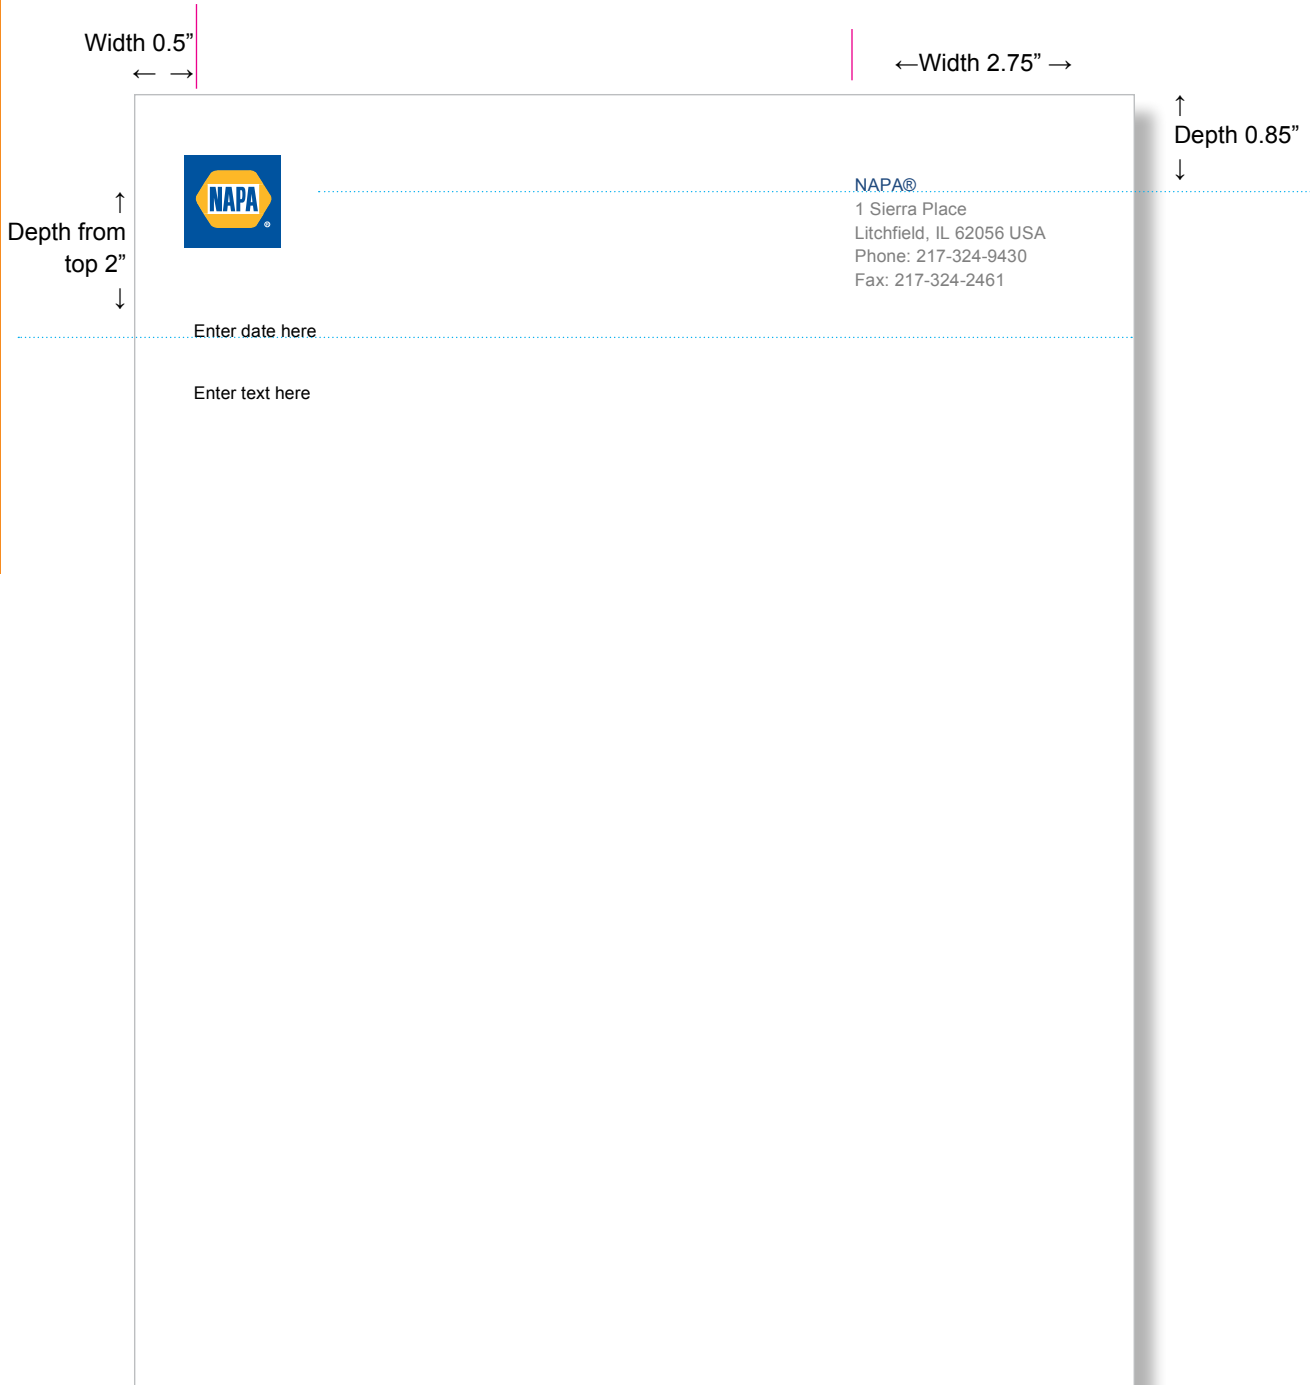 Width 0.5”
← →
←Width 2.75” →
↑
Depth 0.85”
↓
NAPA
®
NAPA®
1 Sierra Place
Litchfield, IL 62056 USA
Phone: 217-324-9430
Fax: 217-324-2461
↑
Depth from
top 2”
↓
Enter date here
Enter text here